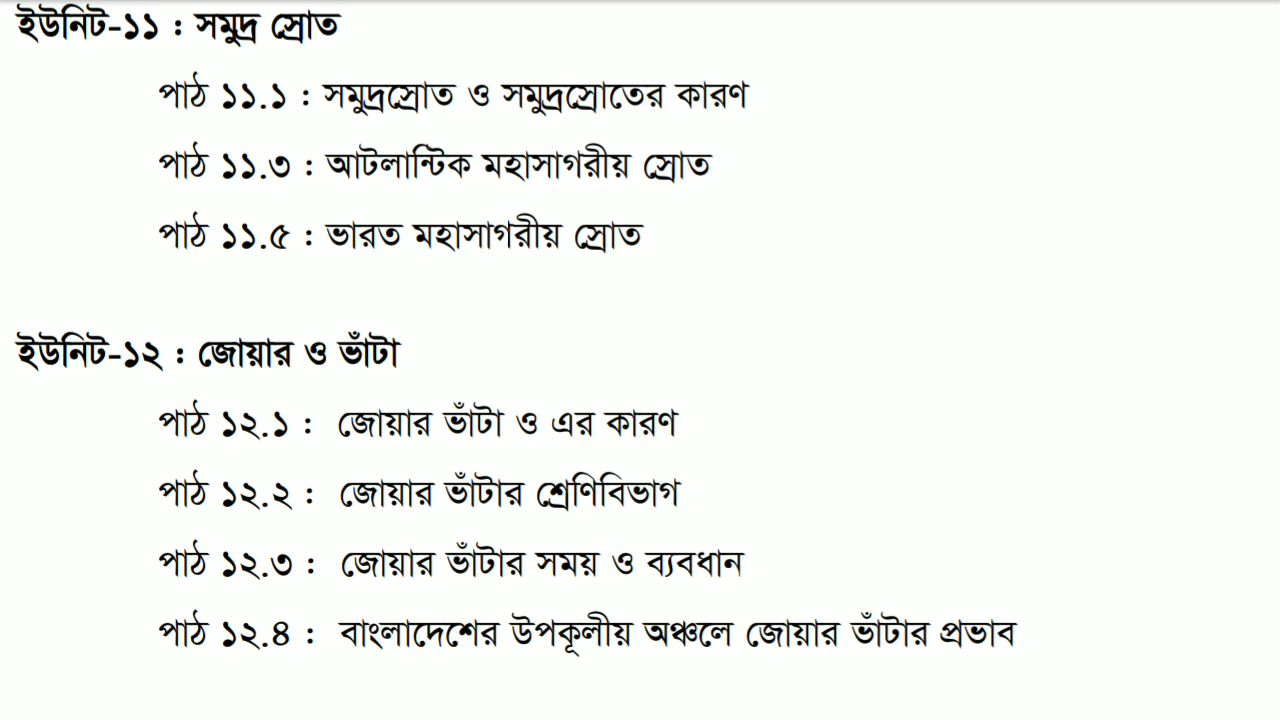 ইউনিট-১১ : সমুদ্র স্রোত
পাঠ ১১.১ : সমুদ্রস্রোত ও সমুদ্রস্রোতের কারণ
পাঠ ১১.৩ : আটলান্টিক মহাসাগরীয় স্রোত
পাঠ ১১.৫ : ভারত মহাসাগরীয় স্রোত
ইউনিট-১২ : জোয়ার ও ভাঁটা
পাঠ ১২.১ : জোয়ার ভাঁটা ও এর কারণ
পাঠ ১২.২ : জোয়ার ভাঁটার শ্রেণিবিভাগ
পাঠ ১২.৩ : জোয়ার ভাঁটার সময় ও ব্যবধান
পাঠ ১২.৪ : বাংলাদেশের উপকূলীয় অঞ্চলে জোয়ার ভাঁটার প্রভাব